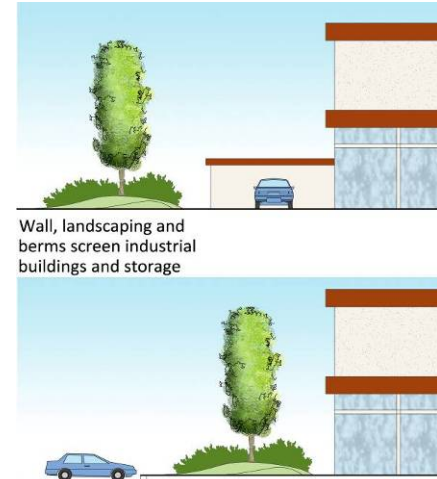 Wall, landscaping and
berms screen industrial
buildings and storage